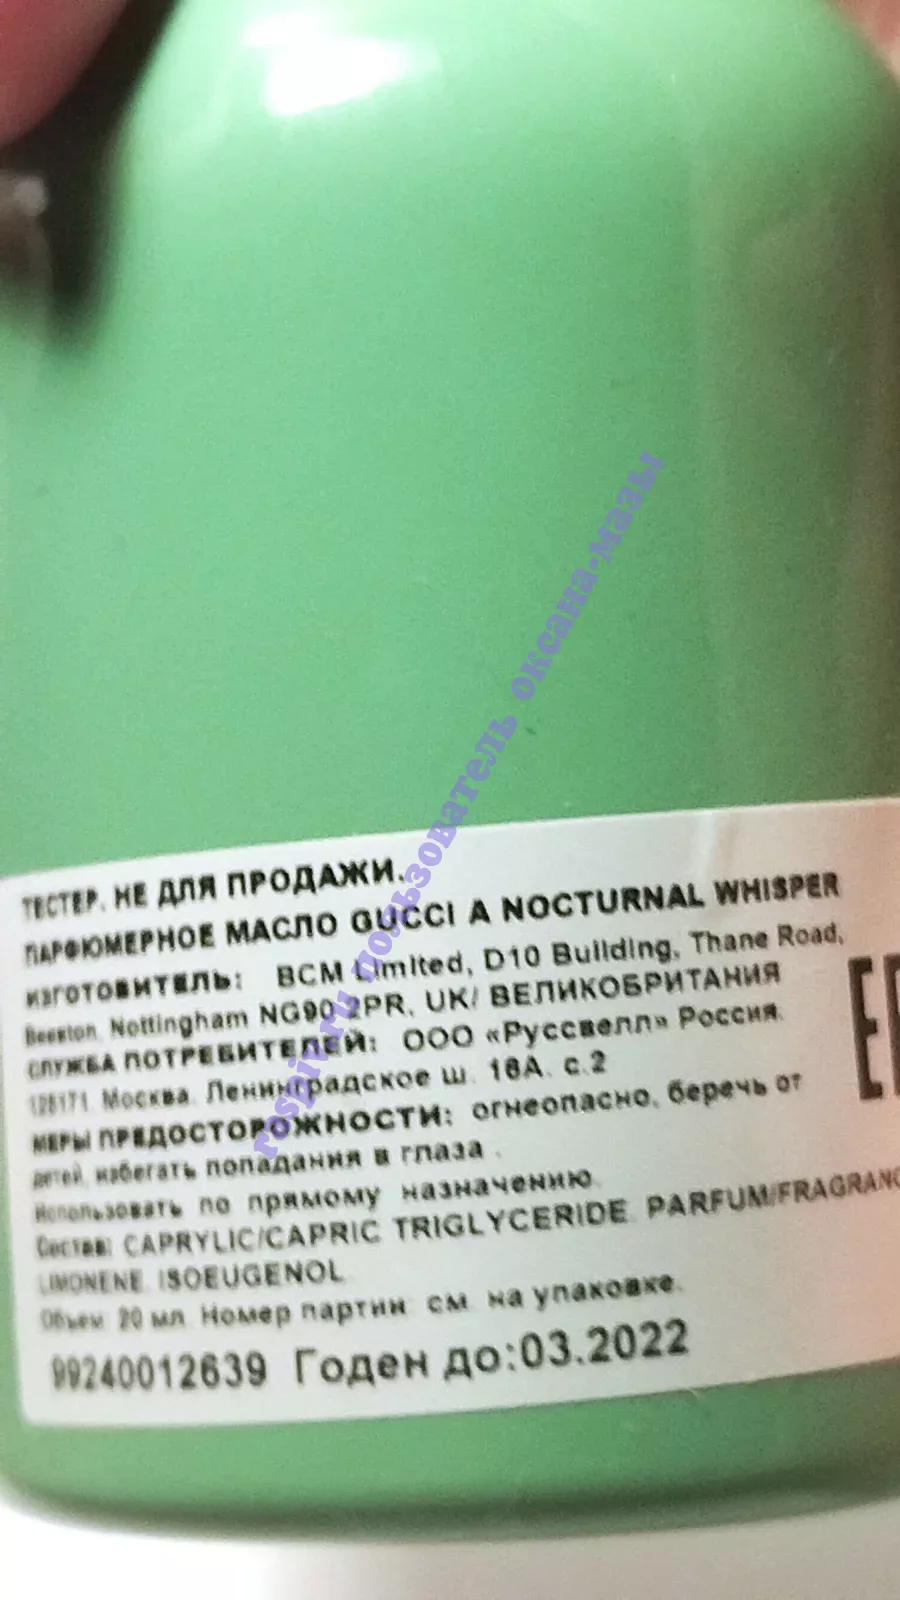 ТЕСТЕР. НЕ ДЛЯ ПРОДАЖИ.
ПАРФЮМЕРНОЕ МАСЛО GUCCI A NOCTURNAL WHISPER
ИЗГОТОВИТЕЛЬ: BCM Limited, D10 Building, Thane Road,
Beeston, Nottingham NG90 2PR, UK/ ВЕЛИКОБРИТАНИЯ
СЛУЖБА ПОТРЕБИТЕЛЕЙ: ООО «Руссвелл» Россия,
125171, Москва, Ленинградское ш. 16А, с.2
МЕРЫ ПРЕДОСТОРОЖНОСТИ: огнеопасно, беречь от
детей, избегать попадания в глаза.
Использовать по прямому назначению.
Состав: CAPRYLIC/CAPRIC TRIGLYCERIDE, PARFUM/FRAGRANC
LIMONENE, ISOEUGENOL
Объем: 20 мл. Номер партии: см. на упаковке.
99240012639 Годен до:03.2022
rospiv.ru пользователь оксана-мазы